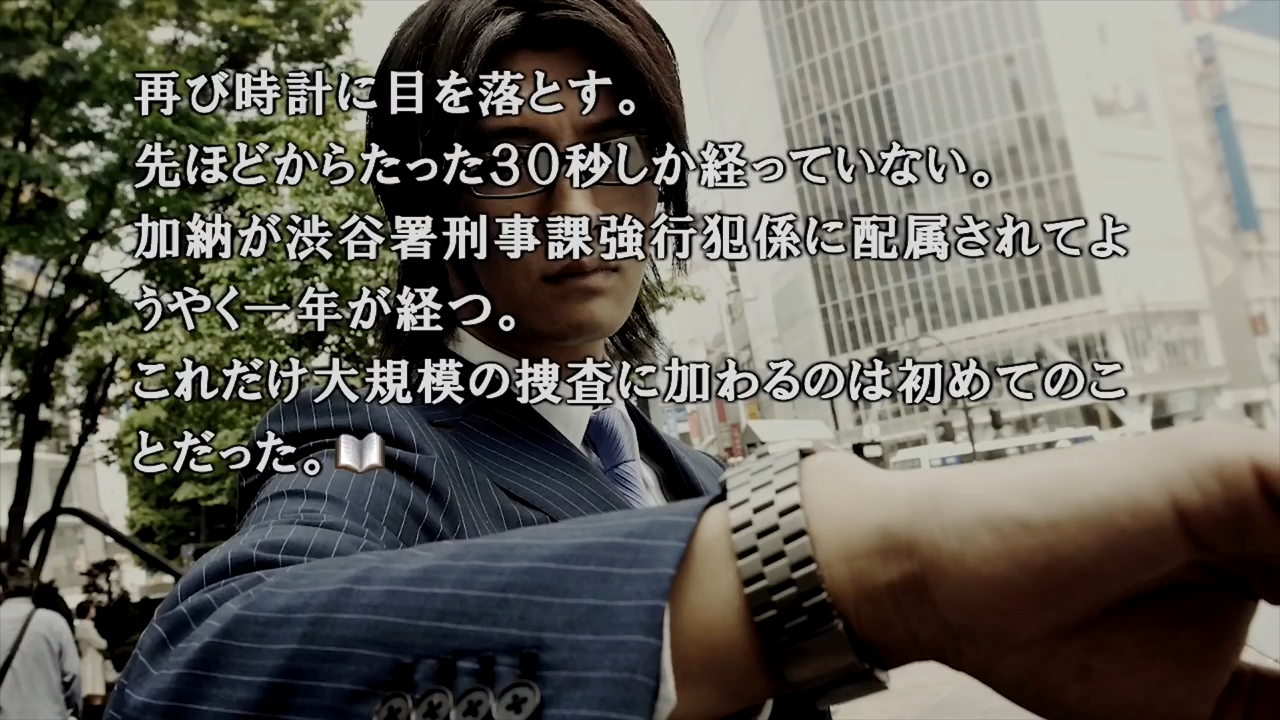 再び時計に目を落とす。
先ほどからたった３０秒しか経っていない。
加納が渋谷署刑事課強行犯係に配属されてよ
うやく一年が経つ。
これだけ大規模の捜査に加わるのは初めてのこ
とだった。